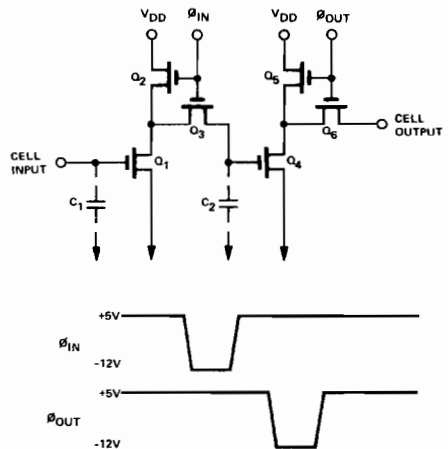 VDD ØIN VDD ØOUT
Q2 Q5
Q3 Q6
CELL OUTPUT
CELL INPUT
Q1 Q4
C1 C2
+5V
ØIN
-12V
+5V
ØOUT
-12V